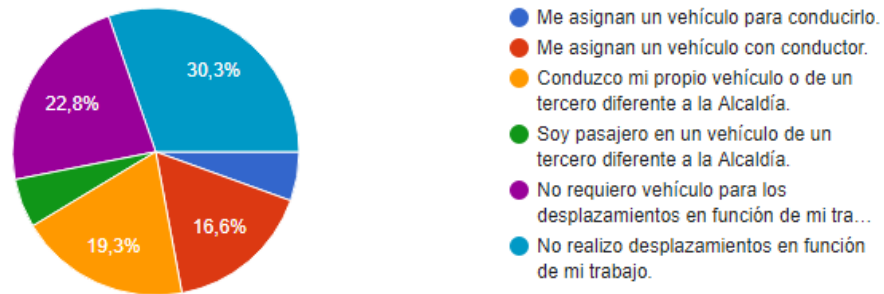 30,3%
22,8%
19,3%
16,6%
Me asignan un vehículo para conducirlo.
Me asignan un vehículo con conductor.
Conduzco mi propio vehículo o de un
tercero diferente a la Alcaldía.
Soy pasajero en un vehículo de un
tercero diferente a la Alcaldía.
No requiero vehículo para los
desplazamientos en función de mi tra…
No realizo desplazamientos en función
de mi trabajo.